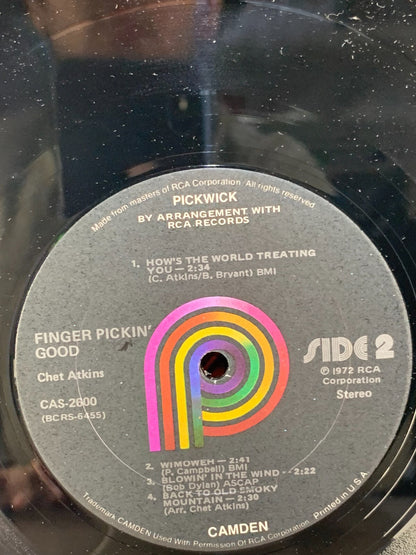 Made from masters of RCA Corporation · All rights reserved
PICKWICK
BY ARRANGEMENT WITH
RCA RECORDS
1. HOW'S THE WORLD TREATING
YOU — 2:34
(C. Atkins/B. Bryant) BMI
FINGER PICKIN'
GOOD
Chet Atkins
CAS-2600
(BCRS-6455)
SIDE 2
℗ 1972 RCA
Corporation
Stereo
2. WIMOWEH — 2:41
(P. Campbell) BMI
3. BLOWIN' IN THE WIND - - 2:22
(Bob Dylan) ASCAP
4. BACK TO OLD SMOKY
MOUNTAIN — 2:30
(Arr. Chet Atkins)
CAMDEN
Trademark CAMDEN Used With Permission Of RCA Corporation
Printed in U.S.A.